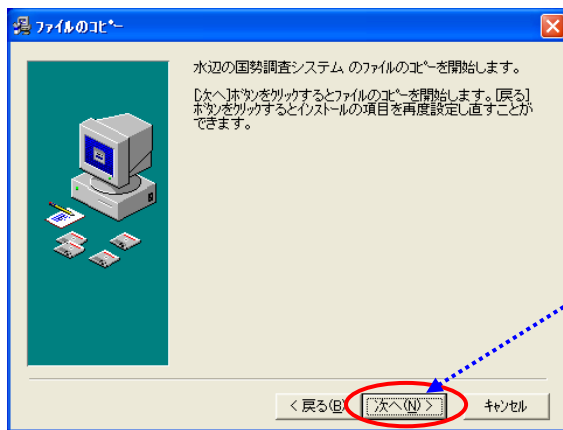 ファイルのコピー
水辺の国勢調査システム のファイルのコピーを開始します。
[次へ]ボタンをクリックするとファイルのコピーを開始します。[戻る]
ボタンをクリックするとインストールの項目を再度設定し直すことが
できます。
< 戻る(B)
次へ(N) >
キャンセル